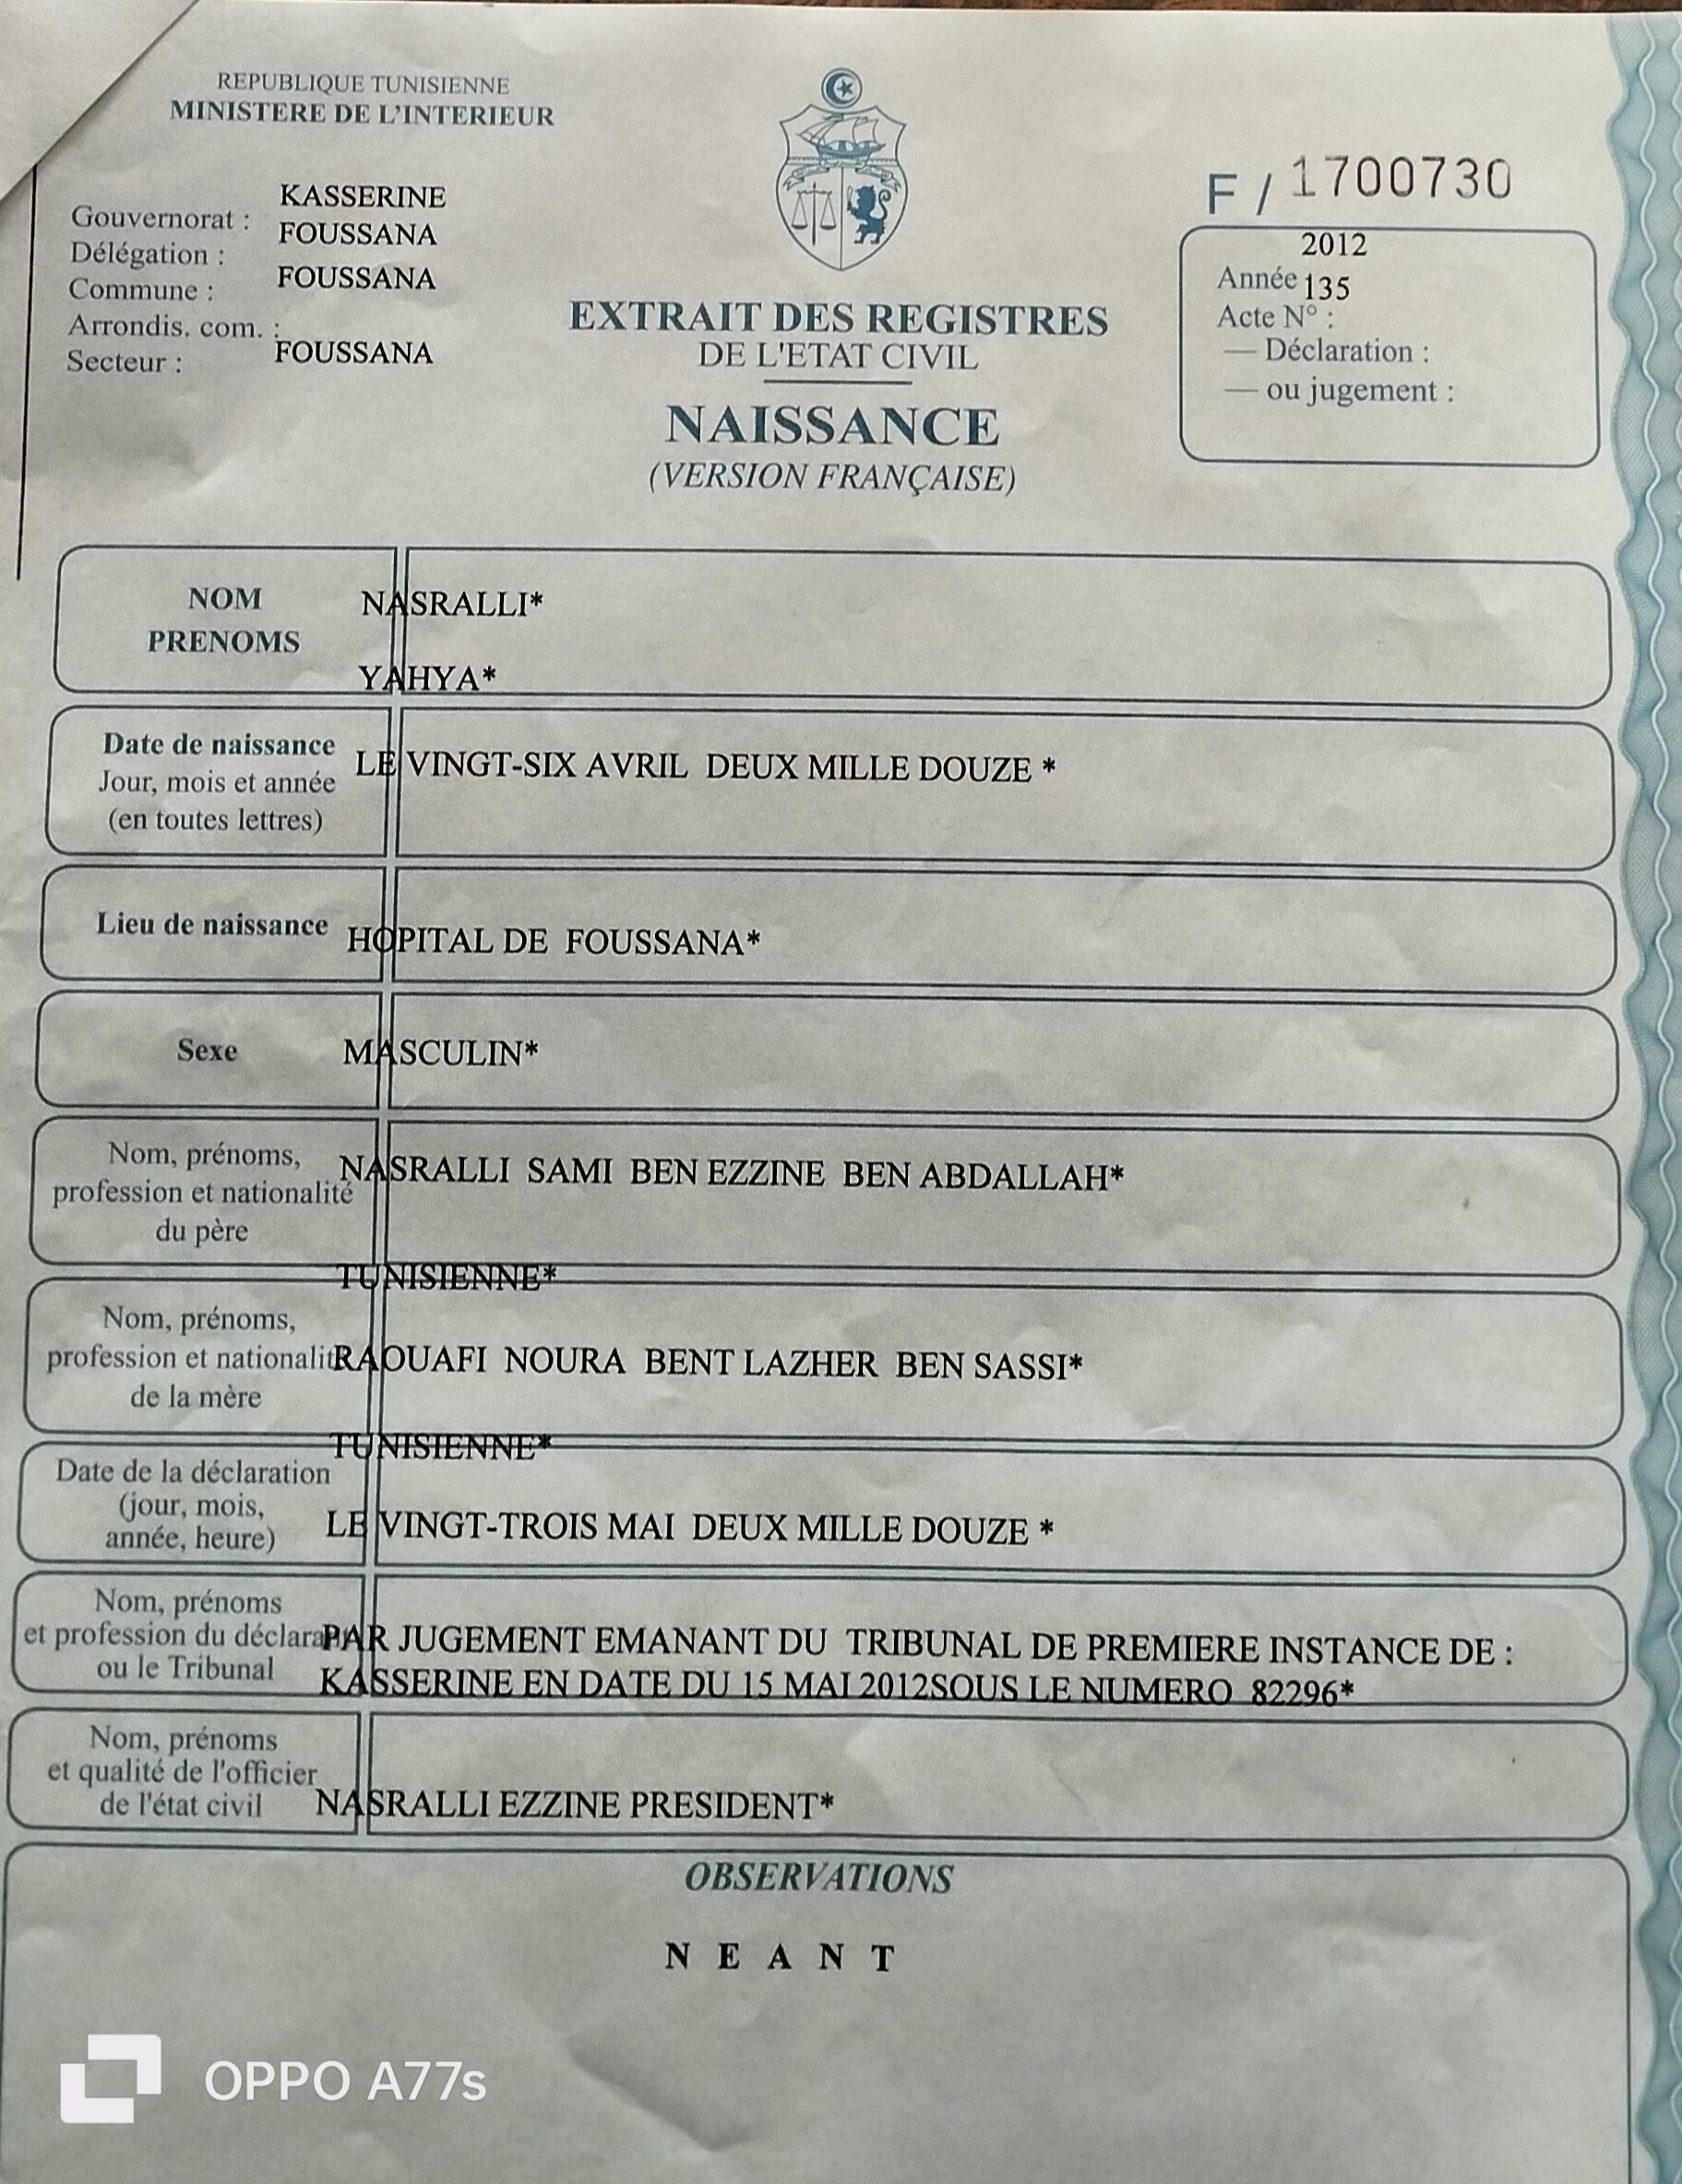 REPUBLIQUE TUNISIENNE
MINISTERE DE L'INTERIEUR
Gouvernorat : KASSERINE
Délégation : FOUSSANA
Commune : FOUSSANA
Arrondis. com. :
Secteur : FOUSSANA
F / 1700730
Année 2012
Acte N° : 135
— Déclaration :
— ou jugement :
EXTRAIT DES REGISTRES
DE L'ETAT CIVIL
NAISSANCE
(VERSION FRANÇAISE)
NOM NASRALLI*
PRENOMS YAHYA*
Date de naissance
Jour, mois et année
(en toutes lettres)
LE VINGT-SIX AVRIL DEUX MILLE DOUZE *
Lieu de naissance HOPITAL DE FOUSSANA*
Sexe MASCULIN*
Nom, prénoms,
profession et nationalité
du père
NASRALLI SAMI BEN EZZINE BEN ABDALLAH*
TUNISIENNE*
Nom, prénoms,
profession et nationalit
de la mère
RAOUAFI NOURA BENT LAZHER BEN SASSI*
TUNISIENNE*
Date de la déclaration
(jour, mois,
année, heure)
LE VINGT-TROIS MAI DEUX MILLE DOUZE *
Nom, prénoms
et profession du déclarant
ou le Tribunal
PAR JUGEMENT EMANANT DU TRIBUNAL DE PREMIERE INSTANCE DE :
KASSERINE EN DATE DU 15 MAI 2012SOUS LE NUMERO 82296*
Nom, prénoms
et qualité de l'officier
de l'état civil
NASRALLI EZZINE PRESIDENT*
OBSERVATIONS
N E A N T
OPPO A77s